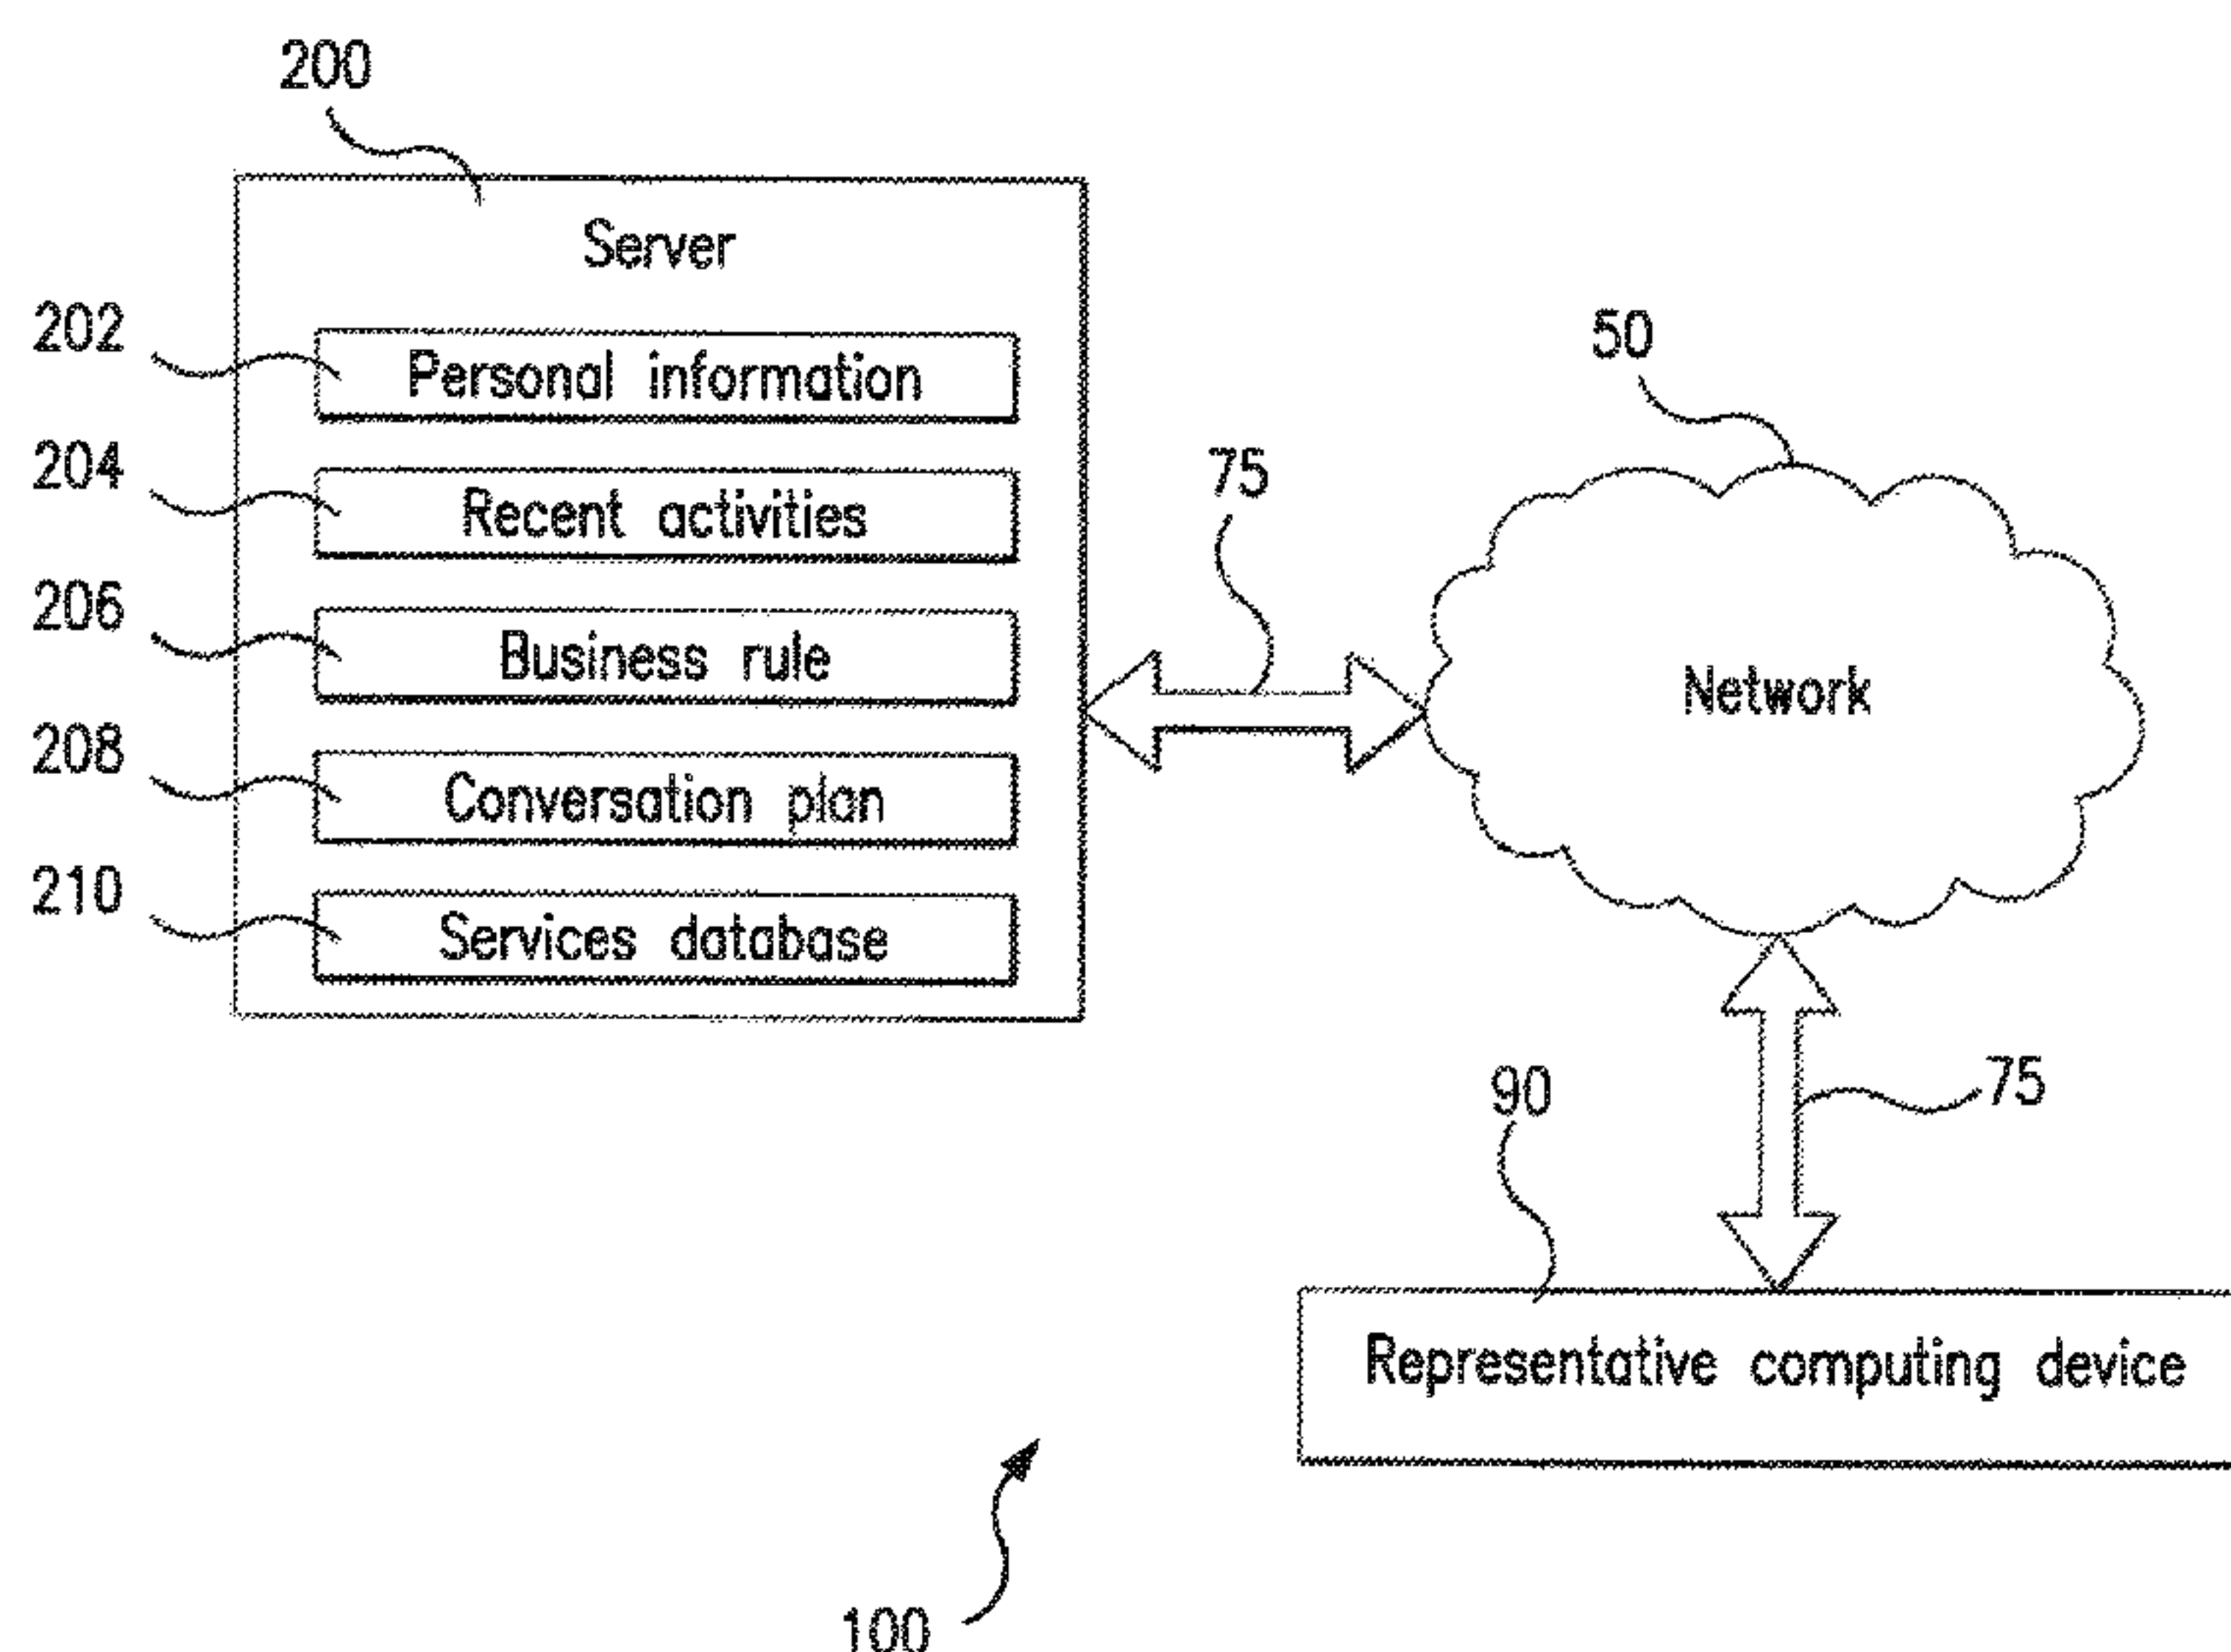 200
Server
202
Personal information
204
Recent activities
206
Business rule
208
Conversation plan
210
Services database
75
50
Network
75
90
Representative computing device
100